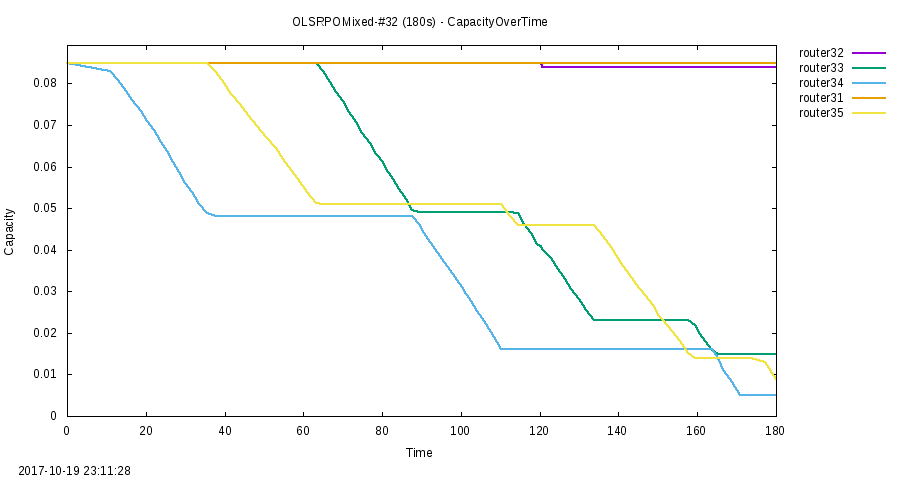 OLSRPOMixed-#32 (180s) - CapacityOverTime
router32
router33
router34
router31
router35
Capacity
0.08
0.07
0.06
0.05
0.04
0.03
0.02
0.01
0
0 20 40 60 80 100 120 140 160 180
Time
2017-10-19 23:11:28